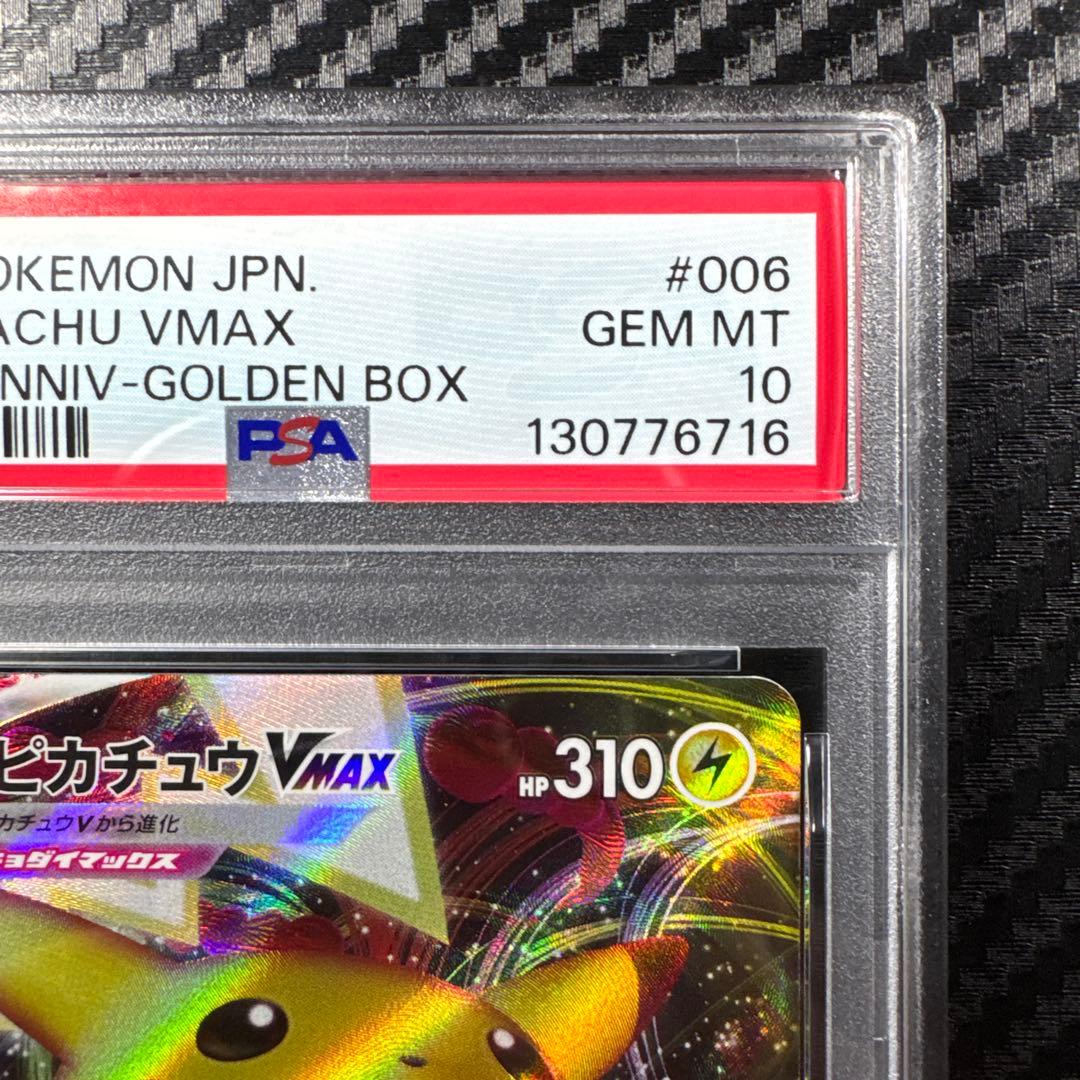 OKEMON JPN. #006
ACHU VMAX GEM MT
NNIV-GOLDEN BOX 10
PSA 130776716
ピカチュウVMAX HP 310
カチュウVから進化
ョダイマックス